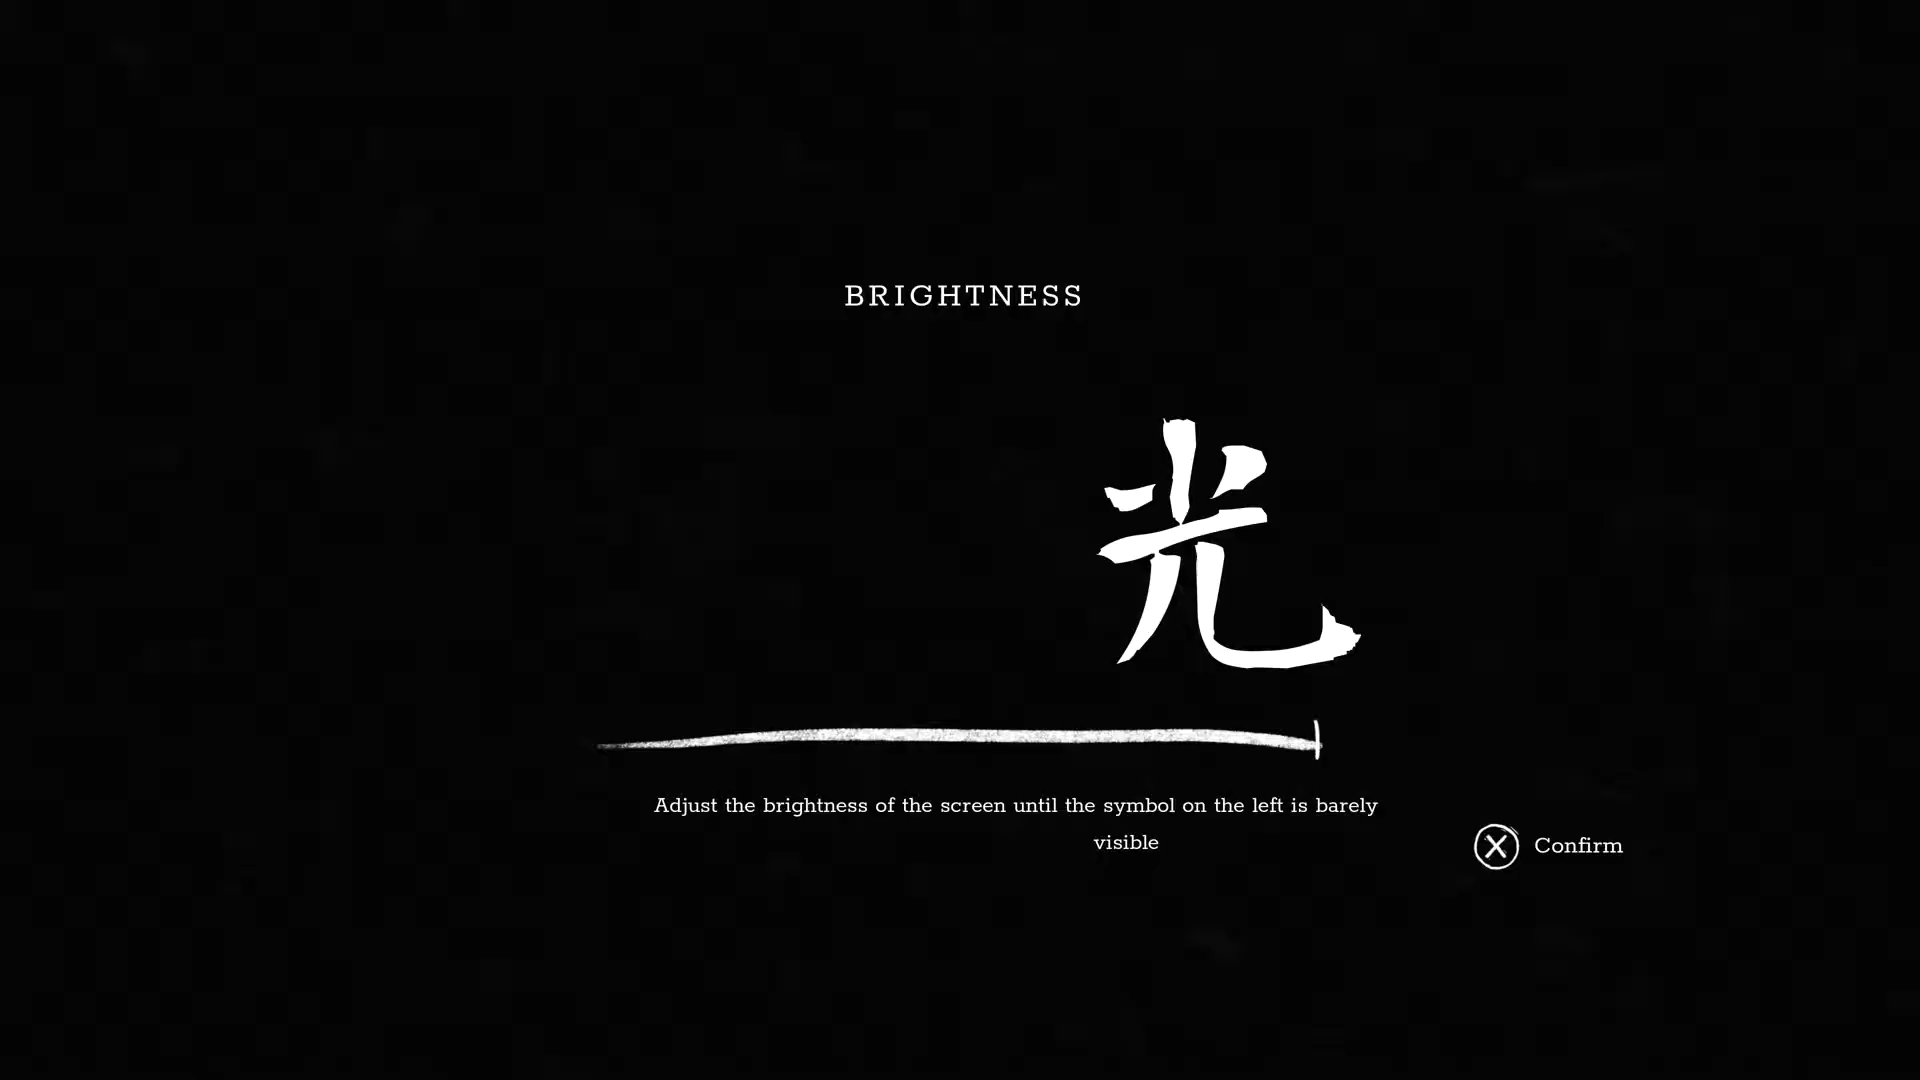 BRIGHTNESS
光
Adjust the brightness of the screen until the symbol on the left is barely
visible
Confirm